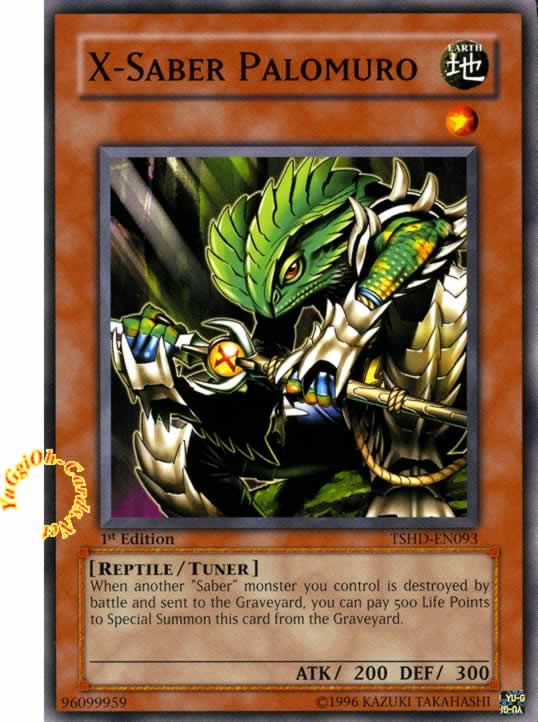 X-Saber Palomuro
EARTH
地
X
YuGgiOh-Cards.Net
1st Edition
TSHD-EN093
[Reptile/Tuner]
When another "Saber" monster you control is destroyed by
battle and sent to the Graveyard, you can pay 500 Life Points
to Special Summon this card from the Graveyard.
ATK/ 200 DEF/ 300
96099959
©1996 KAZUKI TAKAHASHI